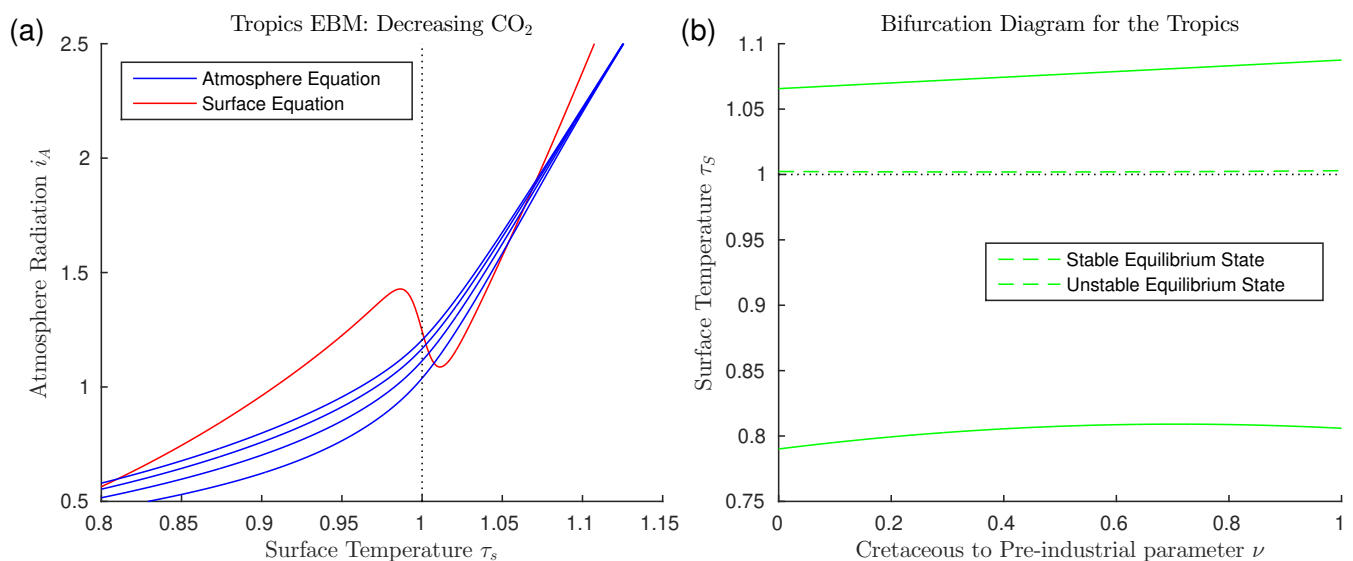 (a)
Tropics EBM: Decreasing CO₂
Atmosphere Radiation i_A
2.5
2
1.5
1
0.5
Atmosphere Equation
Surface Equation
0.8 0.85 0.9 0.95 1 1.05 1.1 1.15
Surface Temperature τ_s
(b)
Bifurcation Diagram for the Tropics
Surface Temperature τ_S
1.1
1.05
1
0.95
0.9
0.85
0.8
0.75
Stable Equilibrium State
Unstable Equilibrium State
0 0.2 0.4 0.6 0.8 1
Cretaceous to Pre-industrial parameter ν